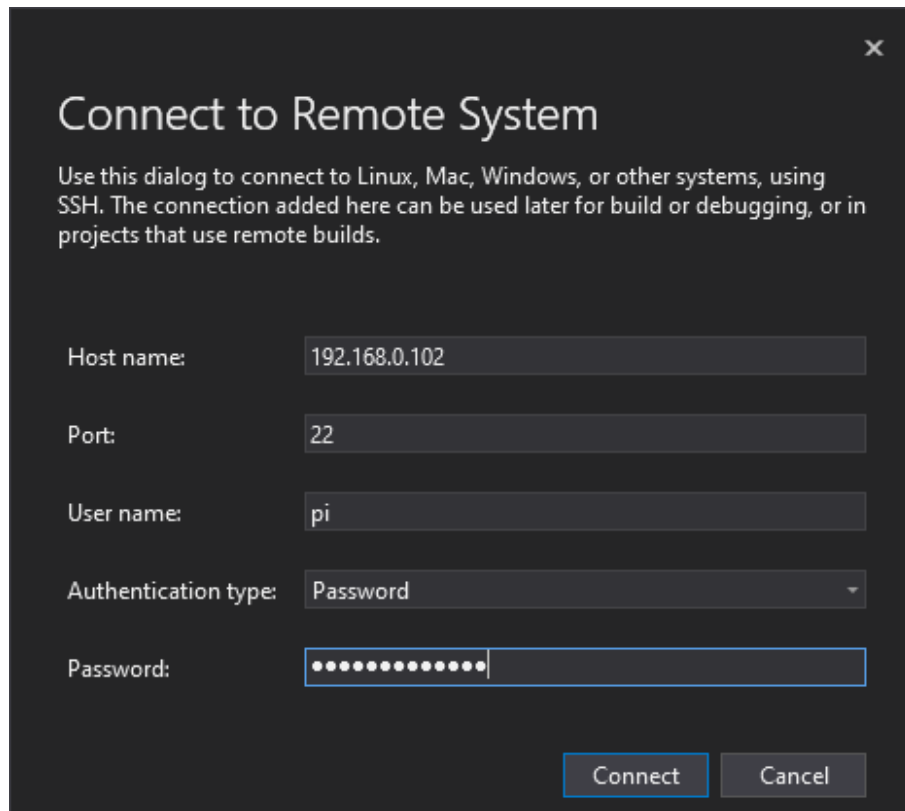 Connect to Remote System
Use this dialog to connect to Linux, Mac, Windows, or other systems, using
SSH. The connection added here can be used later for build or debugging, or in
projects that use remote builds.
Host name: 192.168.0.102
Port: 22
User name: pi
Authentication type: Password
Password: •••••••••••••
Connect Cancel